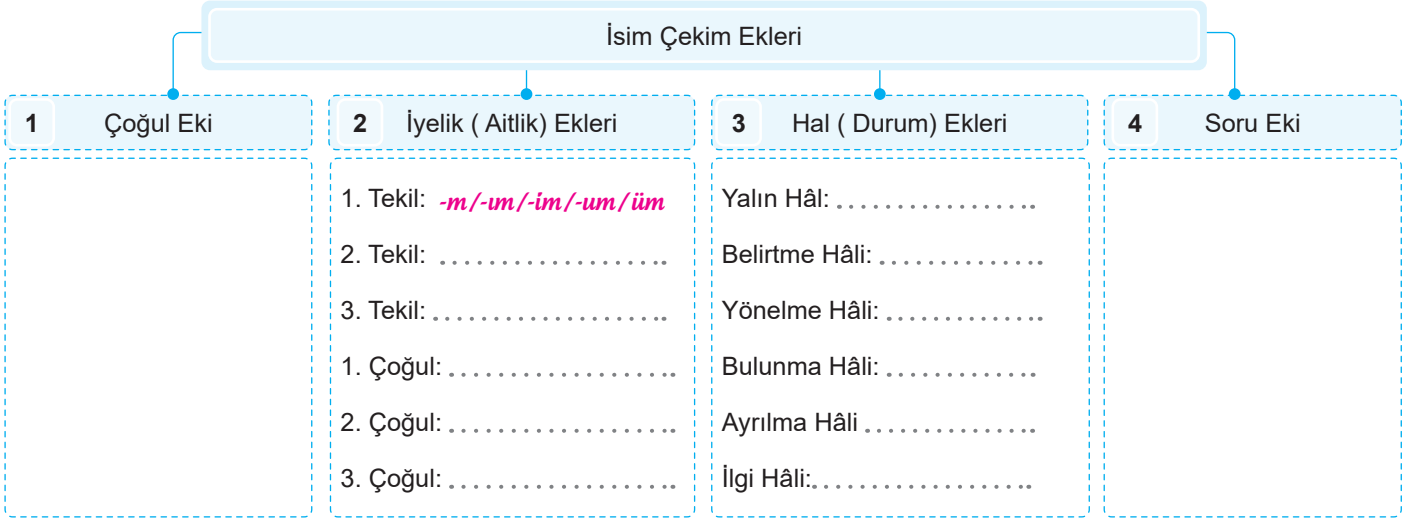 İsim Çekim Ekleri
1 Çoğul Eki
2 İyelik ( Aitlik) Ekleri
1. Tekil: -m/-ım/-im/-um/üm
2. Tekil: ....................
3. Tekil: ....................
1. Çoğul: ....................
2. Çoğul: ....................
3. Çoğul: ....................
3 Hal ( Durum) Ekleri
Yalın Hâl: ..................
Belirtme Hâli: ..............
Yönelme Hâli: ..............
Bulunma Hâli: ..............
Ayrılma Hâli ...............
İlgi Hâli:....................
4 Soru Eki